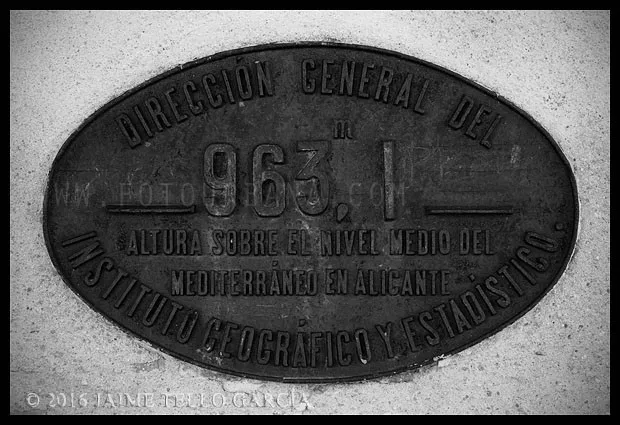 DIRECCIÓN GENERAL DEL
963,1 m
ALTURA SOBRE EL NIVEL MEDIO DEL
MEDITERRÁNEO EN ALICANTE
INSTITUTO GEOGRÁFICO Y ESTADÍSTICO.
© 2016 JAIME TELLO GARCÍA